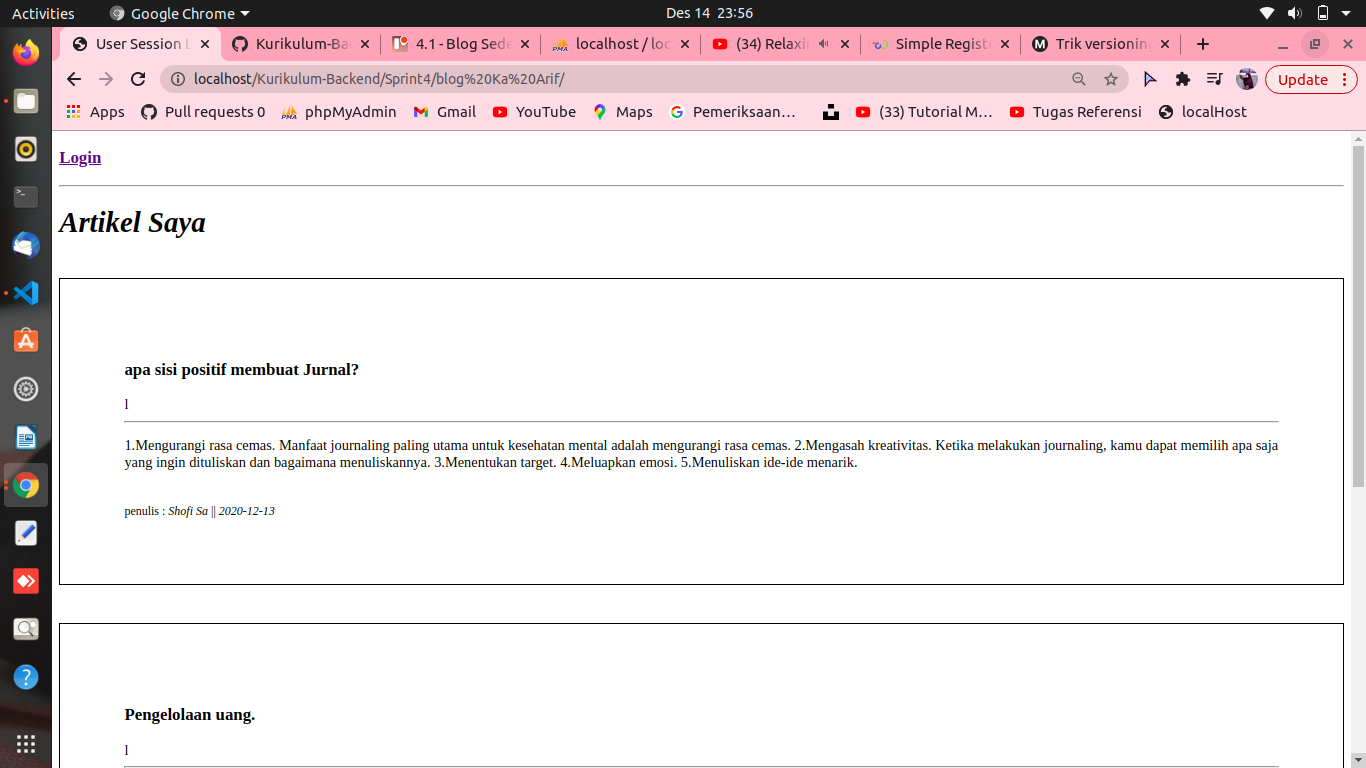 Activities Google Chrome Des 14 23:56
User Session L Kurikulum-Ba 4.1 - Blog Sede localhost / loc (34) Relaxin Simple Registe Trik versioning
localhost/Kurikulum-Backend/Sprint4/blog%20Ka%20Arif/ Update
Apps Pull requests 0 phpMyAdmin Gmail YouTube Maps Pemeriksaan… (33) Tutorial M… Tugas Referensi localHost
Login
Artikel Saya
apa sisi positif membuat Jurnal?
l
1.Mengurangi rasa cemas. Manfaat journaling paling utama untuk kesehatan mental adalah mengurangi rasa cemas. 2.Mengasah kreativitas. Ketika melakukan journaling, kamu dapat memilih apa saja
yang ingin dituliskan dan bagaimana menuliskannya. 3.Menentukan target. 4.Meluapkan emosi. 5.Menuliskan ide-ide menarik.
penulis : Shofi Sa || 2020-12-13
Pengelolaan uang.
l